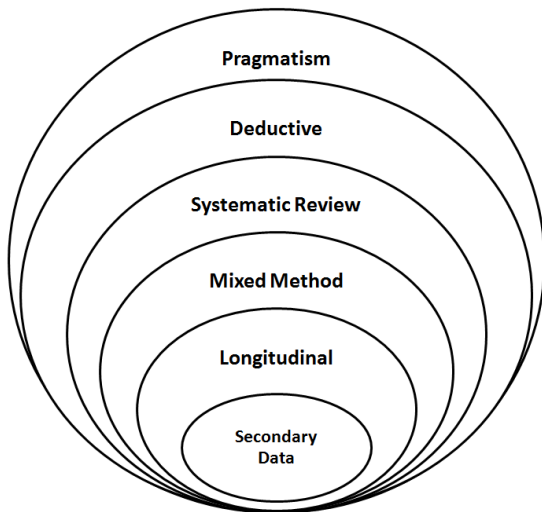 Pragmatism
Deductive
Systematic Review
Mixed Method
Longitudinal
Secondary
Data